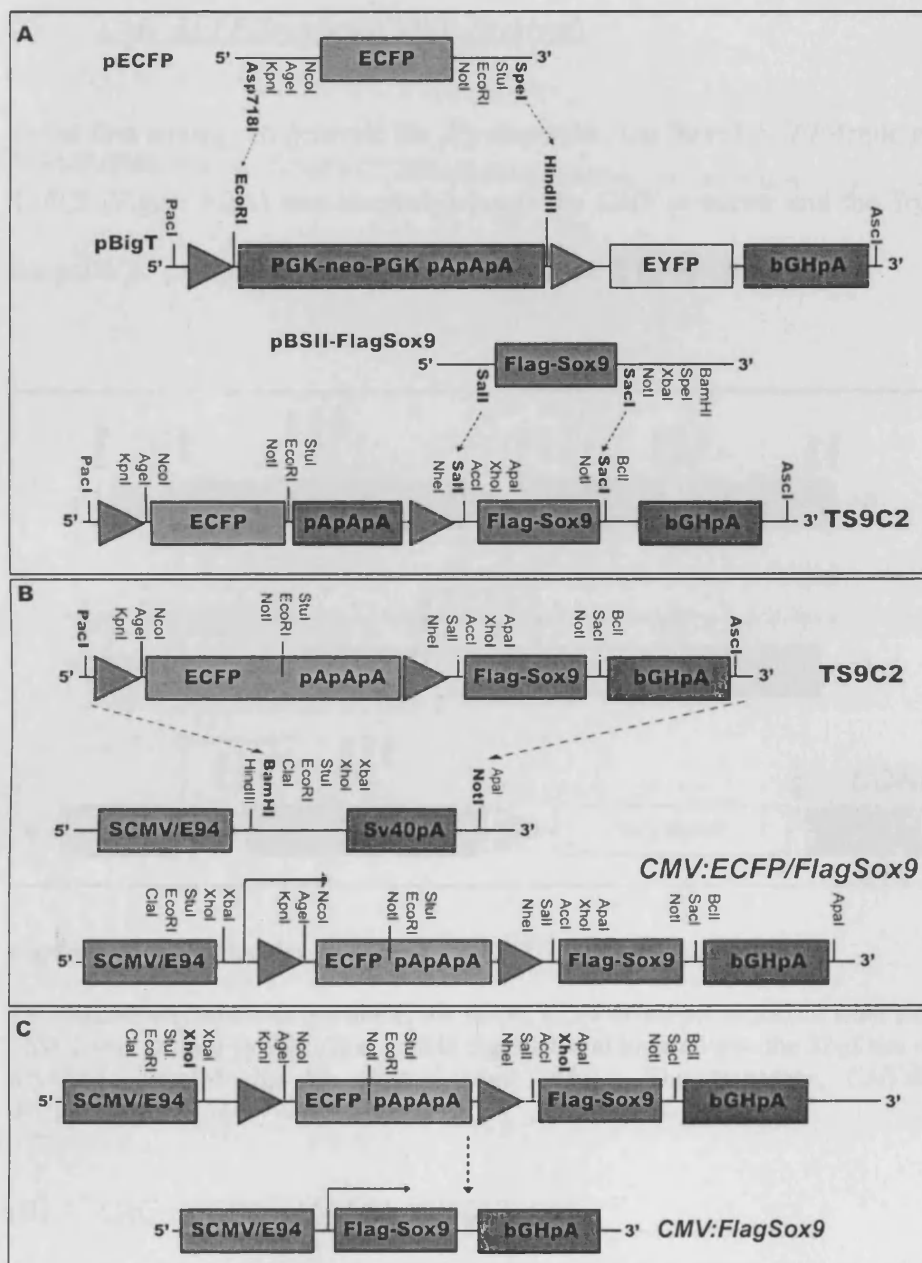 A
pECFP
5' ECFP 3'
Asp718I KpnI AgeI NcoI NotI EcoRI StuI SpeI
EcoRI HindIII
pBigT
PacI AscI
5' PGK-neo-PGK pApApA EYFP bGHpA 3'
pBSII-FlagSox9
5' Flag-Sox9 3'
SalI SacI NotI XbaI SpeI BamHI
PacI KpnI AgeI NcoI NotI EcoRI StuI NheI SalI AccI XhoI ApaI NotI SacI BclI AscI
5' ECFP pApApA Flag-Sox9 bGHpA 3' TS9C2
B
PacI KpnI AgeI NcoI NotI EcoRI StuI NheI SalI AccI XhoI ApaI NotI SacI BclI AscI
TS9C2
5' ECFP pApApA Flag-Sox9 bGHpA 3'
HindIII BamHI ClaI EcoRI StuI XhoI XbaI NotI ApaI
5' SCMV/E94 Sv40pA 3'
CMV:ECFP/FlagSox9
ClaI EcoRI StuI XhoI XbaI KpnI AgeI NcoI NotI EcoRI StuI NheI SalI AccI XhoI ApaI NotI SacI BclI ApaI
5' SCMV/E94 ECFP pApApA Flag-Sox9 bGHpA 3'
C
ClaI EcoRI StuI XhoI XbaI KpnI AgeI NcoI NotI EcoRI StuI NheI SalI AccI XhoI ApaI NotI SacI BclI
5' SCMV/E94 ECFP pApApA Flag-Sox9 bGHpA 3'
5' SCMV/E94 Flag-Sox9 bGHpA 3' CMV:FlagSox9